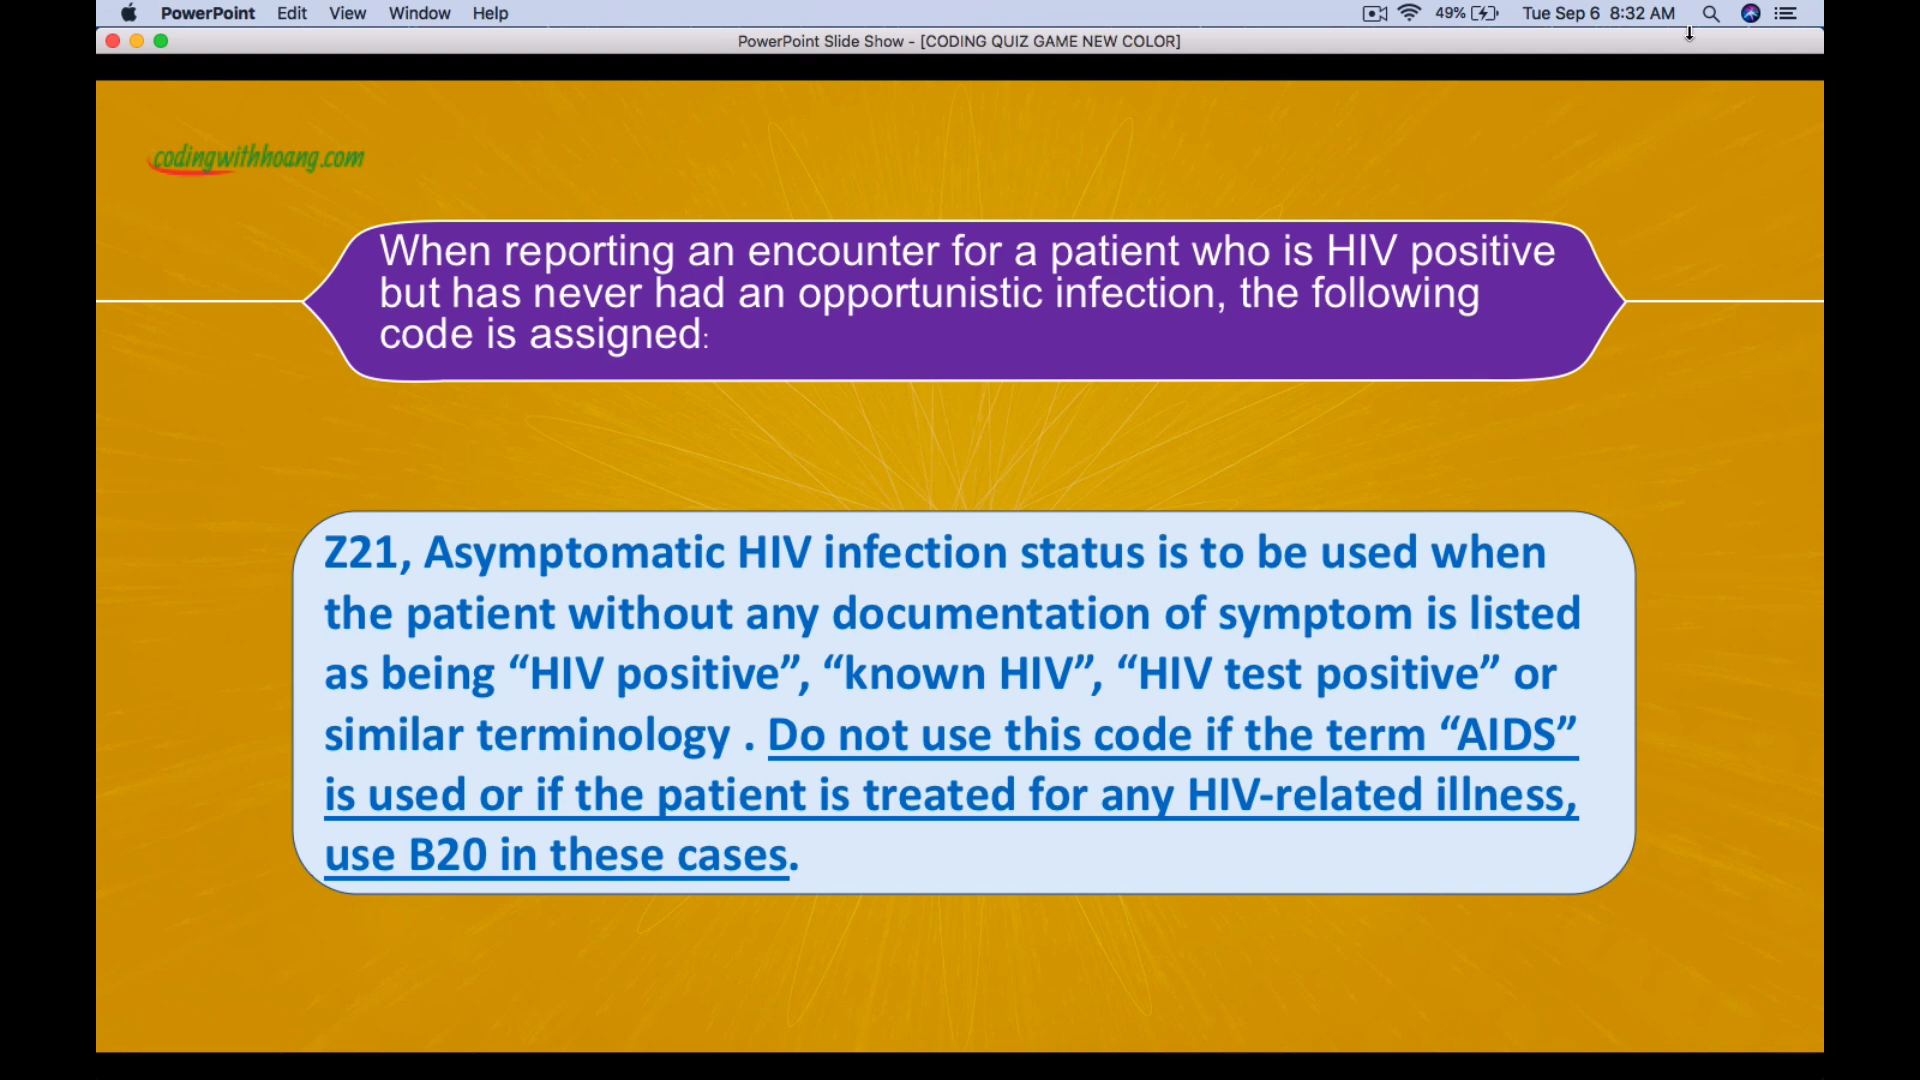 PowerPoint Edit View Window Help 49% Tue Sep 6 8:32 AM
PowerPoint Slide Show - [CODING QUIZ GAME NEW COLOR]
codingwithhoang.com
When reporting an encounter for a patient who is HIV positive
but has never had an opportunistic infection, the following
code is assigned:
Z21, Asymptomatic HIV infection status is to be used when
the patient without any documentation of symptom is listed
as being “HIV positive”, “known HIV”, “HIV test positive” or
similar terminology . Do not use this code if the term “AIDS”
is used or if the patient is treated for any HIV-related illness,
use B20 in these cases.